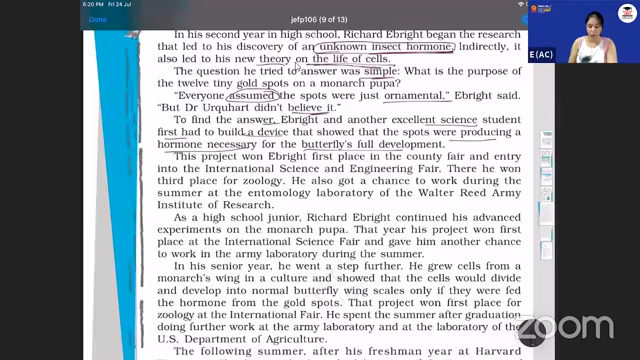 6:20 PM Fri 24 Jul
jefp106 (9 of 13)
Done
In his second year in high school, Richard Ebright began the research
that led to his discovery of an unknown insect hormone. Indirectly, it
also led to his new theory on the life of cells.
The question he tried to answer was simple: What is the purpose of
the twelve tiny gold spots on a monarch pupa?
“Everyone assumed the spots were just ornamental,” Ebright said.
“But Dr Urquhart didn’t believe it.”
To find the answer, Ebright and another excellent science student
first had to build a device that showed that the spots were producing a
hormone necessary for the butterfly’s full development.
This project won Ebright first place in the county fair and entry
into the International Science and Engineering Fair. There he won
third place for zoology. He also got a chance to work during the
summer at the entomology laboratory of the Walter Reed Army
Institute of Research.
As a high school junior, Richard Ebright continued his advanced
experiments on the monarch pupa. That year his project won first
place at the International Science Fair and gave him another chance
to work in the army laboratory during the summer.
In his senior year, he went a step further. He grew cells from a
monarch’s wing in a culture and showed that the cells would divide
and develop into normal butterfly wing scales only if they were fed
the hormone from the gold spots. That project won first place for
zoology at the International Fair. He spent the summer after graduation
doing further work at the army laboratory and at the laboratory of the
U.S. Department of Agriculture.
The following summer, after his freshman year at Harvard
E (AC)
zoom